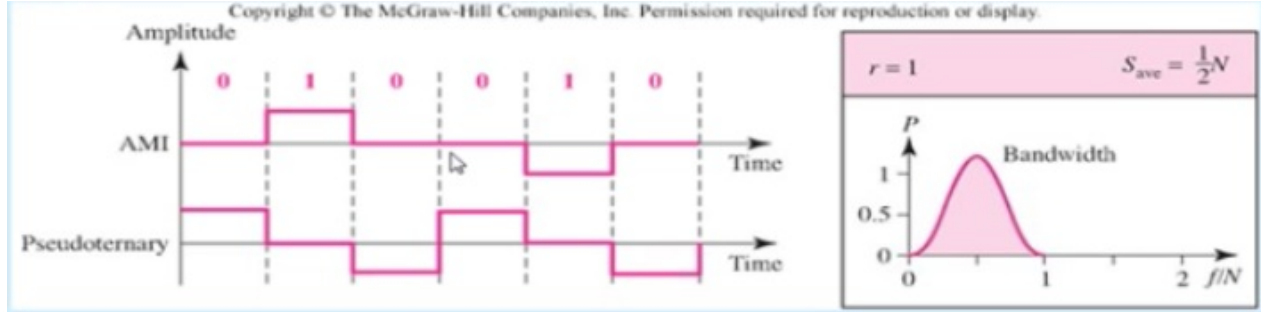 Copyright © The McGraw-Hill Companies, Inc. Permission required for reproduction or display.
Amplitude
0 1 0 0 1 0
AMI
Time
Pseudoternary
Time
r = 1 S_ave = 1/2 N
P
Bandwidth
1
0.5
0
0 1 2 f/N